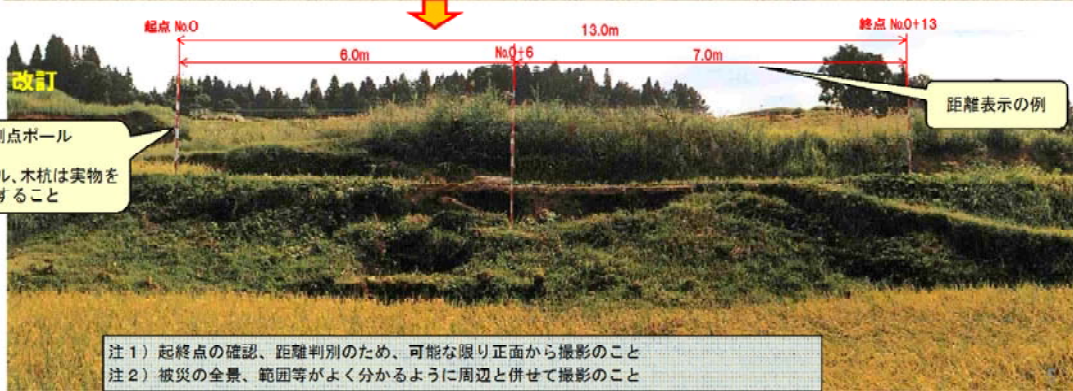 起点 No.0
終点 No.0+13
13.0m
6.0m
No.0+6
7.0m
改訂
距離表示の例
測点ポール
ル、木杭は実物を
すること
注1）起終点の確認、距離判別のため、可能な限り正面から撮影のこと
注2）被災の全景、範囲等がよく分かるように周辺と併せて撮影のこと